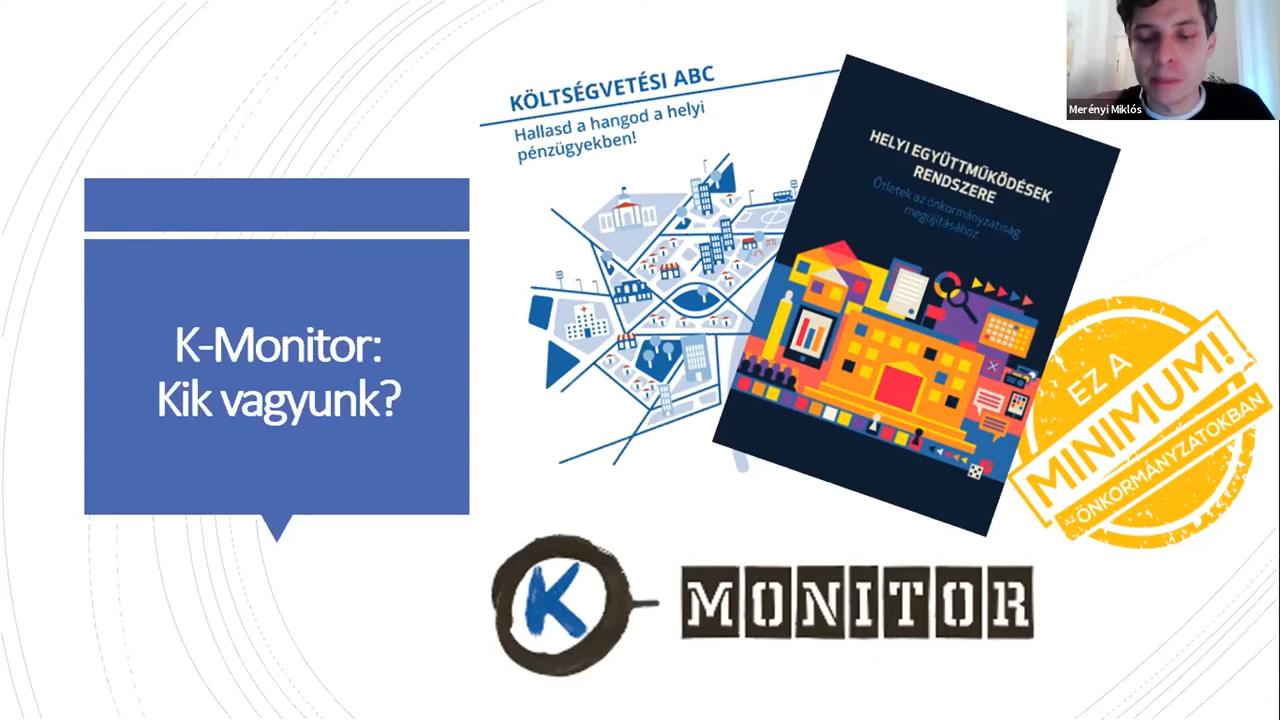 K-Monitor:
Kik vagyunk?
KÖLTSÉGVETÉSI ABC
Hallasd a hangod a helyi
pénzügyekben!
HELYI EGYÜTTMŰKÖDÉSEK
RENDSZERE
Ötletek az önkormányzatiság
megújításához
EZ A
MINIMUM!
AZ ÖNKORMÁNYZATOKBAN
K
MONITOR
Merényi Miklós